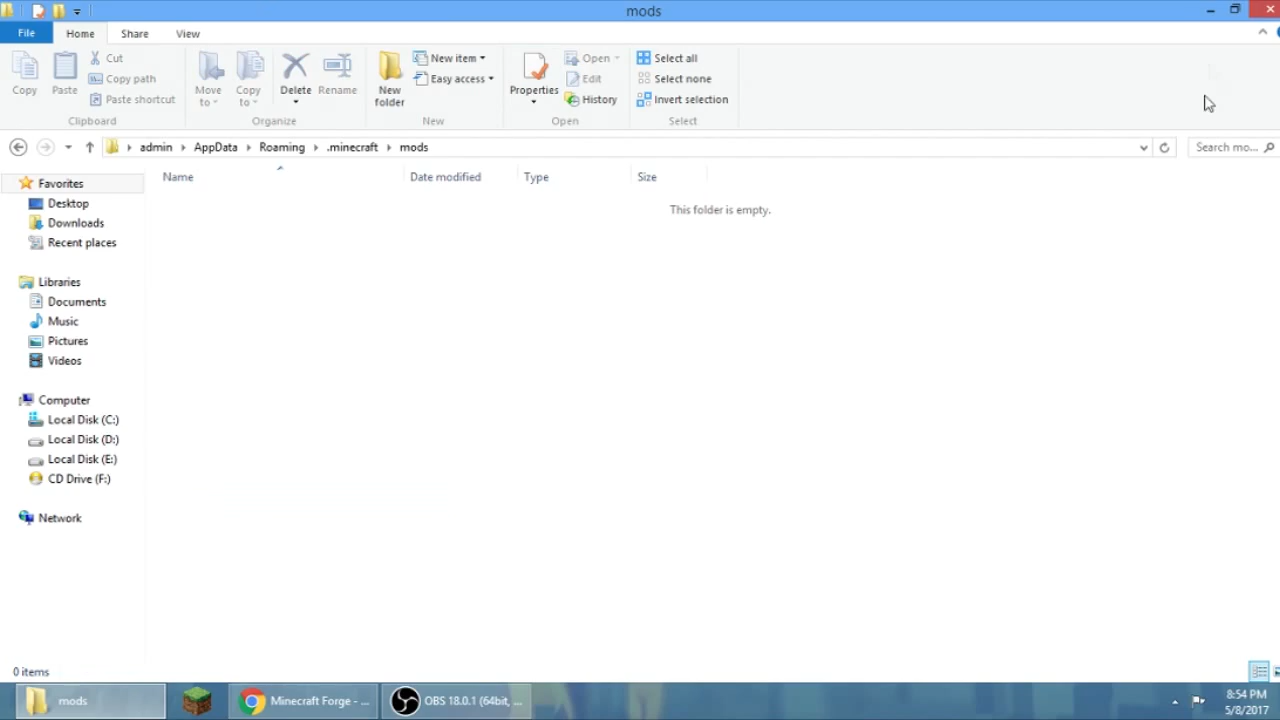 mods
File Home Share View
Copy Paste Cut Copy path Paste shortcut Clipboard
Move to Copy to Delete Rename Organize
New folder New item Easy access New
Properties Open Edit History Open
Select all Select none Invert selection Select
admin AppData Roaming .minecraft mods Search mo...
Name Date modified Type Size
This folder is empty.
Favorites
Desktop
Downloads
Recent places
Libraries
Documents
Music
Pictures
Videos
Computer
Local Disk (C:)
Local Disk (D:)
Local Disk (E:)
CD Drive (F:)
Network
0 items
mods Minecraft Forge - ... OBS 18.0.1 (64bit, ... 8:54 PM
5/8/2017